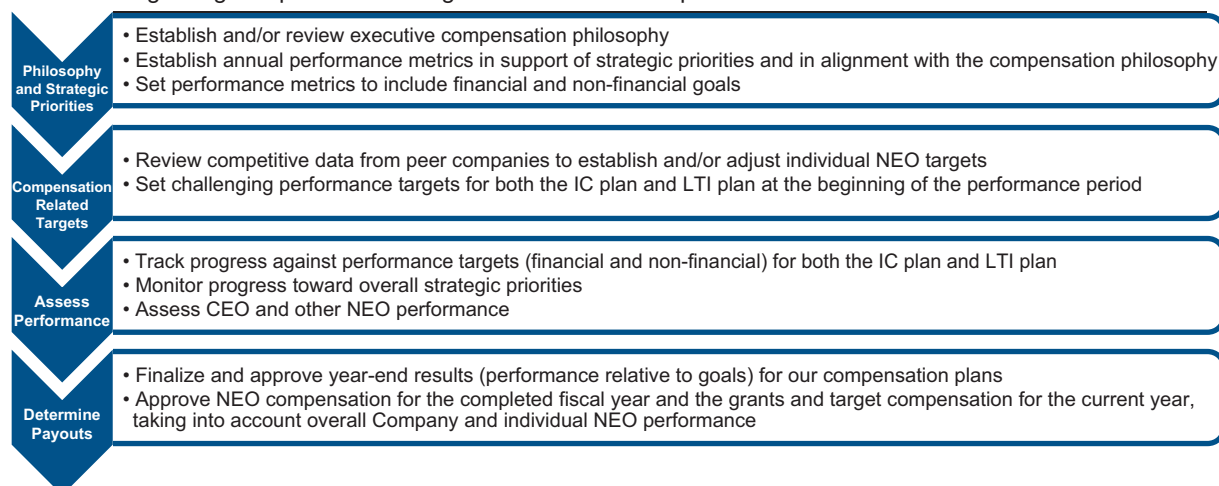 Philosophy
and Strategic
Priorities
• Establish and/or review executive compensation philosophy
• Establish annual performance metrics in support of strategic priorities and in alignment with the compensation philosophy
• Set performance metrics to include financial and non-financial goals
Compensation
Related
Targets
• Review competitive data from peer companies to establish and/or adjust individual NEO targets
• Set challenging performance targets for both the IC plan and LTI plan at the beginning of the performance period
Assess
Performance
• Track progress against performance targets (financial and non-financial) for both the IC plan and LTI plan
• Monitor progress toward overall strategic priorities
• Assess CEO and other NEO performance
Determine
Payouts
• Finalize and approve year-end results (performance relative to goals) for our compensation plans
• Approve NEO compensation for the completed fiscal year and the grants and target compensation for the current year,
taking into account overall Company and individual NEO performance